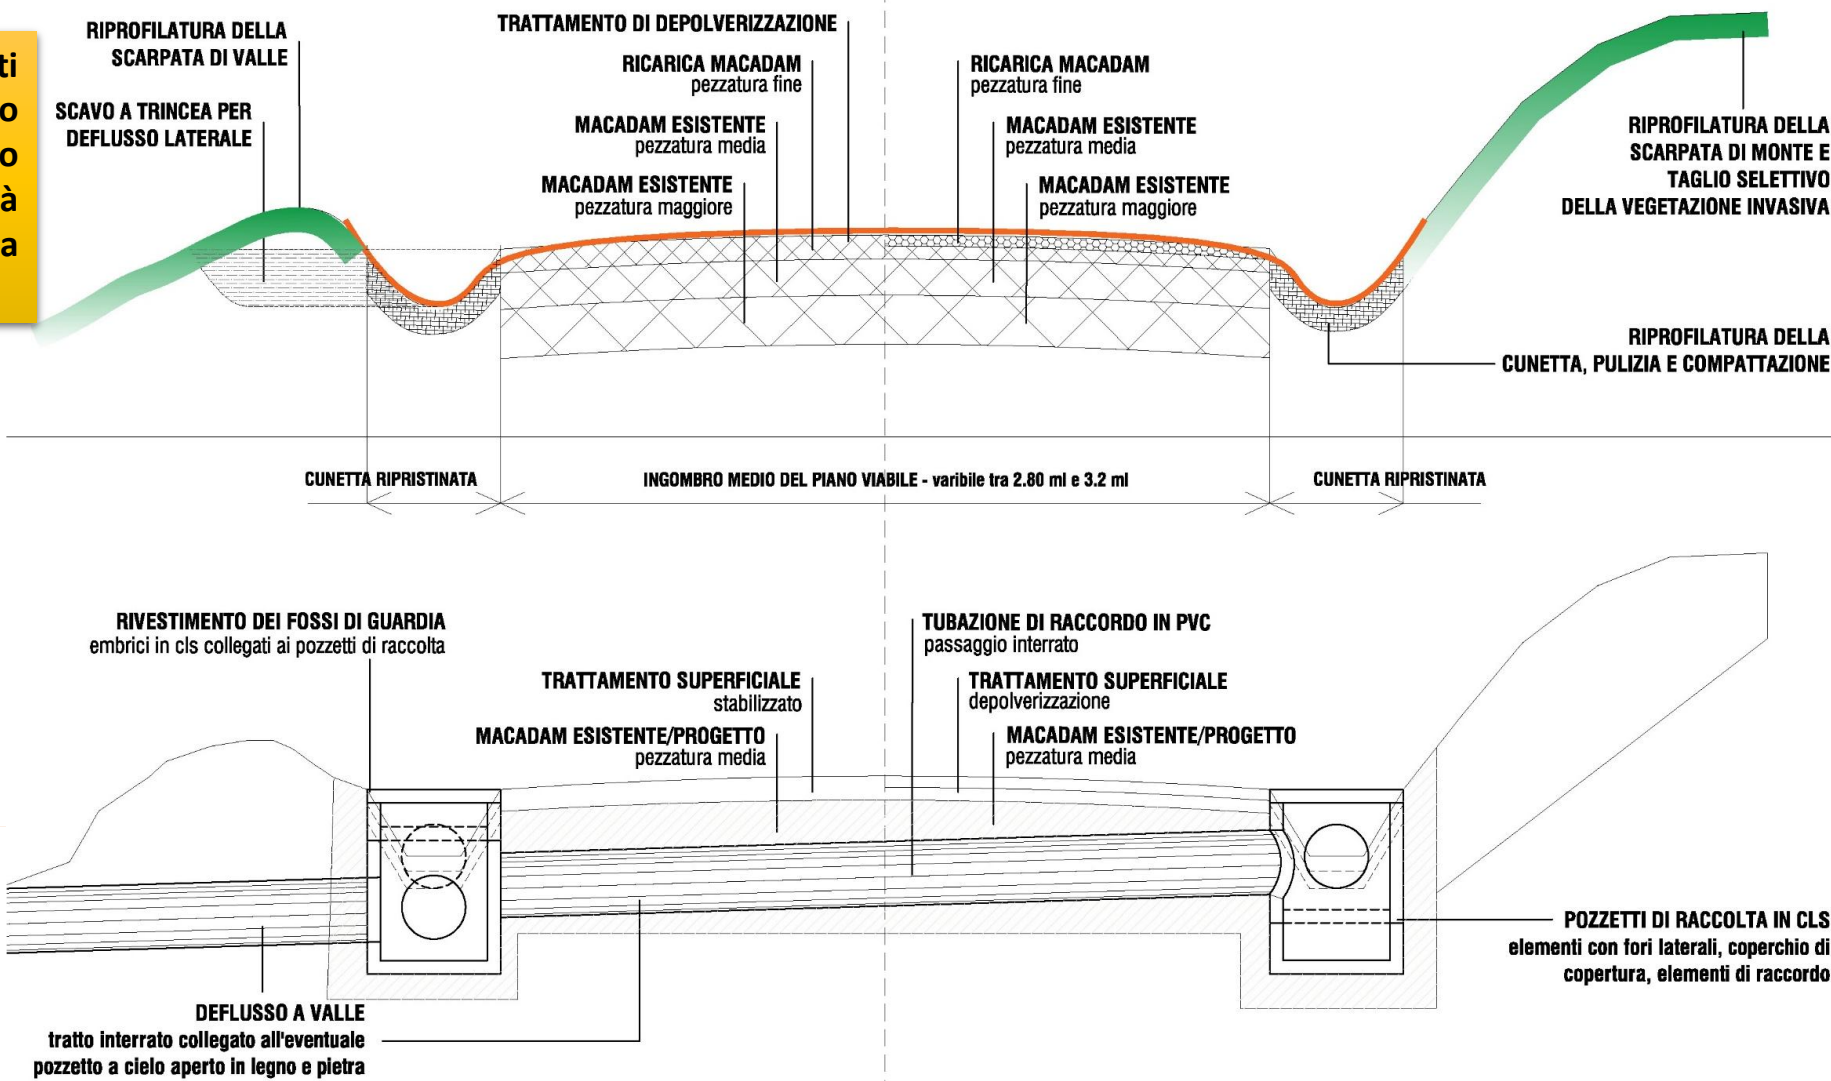 ti
o
o
à
a
RIPROFILATURA DELLA
SCARPATA DI VALLE
SCAVO A TRINCEA PER
DEFLUSSO LATERALE
TRATTAMENTO DI DEPOLVERIZZAZIONE
RICARICA MACADAM
pezzatura fine
MACADAM ESISTENTE
pezzatura media
MACADAM ESISTENTE
pezzatura maggiore
RICARICA MACADAM
pezzatura fine
MACADAM ESISTENTE
pezzatura media
MACADAM ESISTENTE
pezzatura maggiore
RIPROFILATURA DELLA
SCARPATA DI MONTE E
TAGLIO SELETTIVO
DELLA VEGETAZIONE INVASIVA
RIPROFILATURA DELLA
CUNETTA, PULIZIA E COMPATTAZIONE
CUNETTA RIPRISTINATA
INGOMBRO MEDIO DEL PIANO VIABILE - varibile tra 2.80 ml e 3.2 ml
CUNETTA RIPRISTINATA
RIVESTIMENTO DEI FOSSI DI GUARDIA
embrici in cls collegati ai pozzetti di raccolta
TRATTAMENTO SUPERFICIALE
stabilizzato
MACADAM ESISTENTE/PROGETTO
pezzatura media
TUBAZIONE DI RACCORDO IN PVC
passaggio interrato
TRATTAMENTO SUPERFICIALE
depolverizzazione
MACADAM ESISTENTE/PROGETTO
pezzatura media
POZZETTI DI RACCOLTA IN CLS
elementi con fori laterali, coperchio di
copertura, elementi di raccordo
DEFLUSSO A VALLE
tratto interrato collegato all'eventuale
pozzetto a cielo aperto in legno e pietra